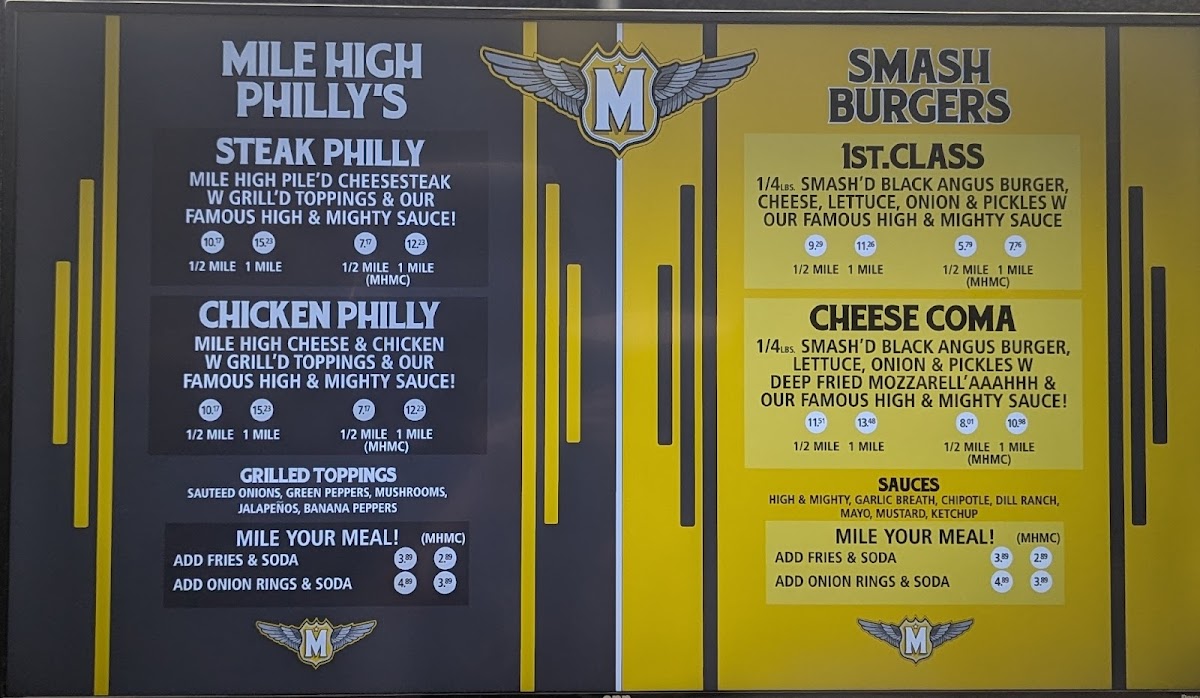 MILE HIGH
PHILLY'S
STEAK PHILLY
MILE HIGH PILE'D CHEESESTEAK
W GRILL'D TOPPINGS & OUR
FAMOUS HIGH & MIGHTY SAUCE!
10.17 15.23 7.17 12.23
1/2 MILE 1 MILE 1/2 MILE 1 MILE
(MHMC)
CHICKEN PHILLY
MILE HIGH CHEESE & CHICKEN
W GRILL'D TOPPINGS & OUR
FAMOUS HIGH & MIGHTY SAUCE!
10.17 15.23 7.17 12.23
1/2 MILE 1 MILE 1/2 MILE 1 MILE
(MHMC)
GRILLED TOPPINGS
SAUTEED ONIONS, GREEN PEPPERS, MUSHROOMS,
JALAPEÑOS, BANANA PEPPERS
MILE YOUR MEAL! (MHMC)
ADD FRIES & SODA 3.89 2.89
ADD ONION RINGS & SODA 4.89 3.89
M
M
SMASH
BURGERS
1ST.CLASS
1/4LBS. SMASH'D BLACK ANGUS BURGER,
CHEESE, LETTUCE, ONION & PICKLES W
OUR FAMOUS HIGH & MIGHTY SAUCE
9.29 11.26 5.79 7.76
1/2 MILE 1 MILE 1/2 MILE 1 MILE
(MHMC)
CHEESE COMA
1/4LBS. SMASH'D BLACK ANGUS BURGER,
LETTUCE, ONION & PICKLES W
DEEP FRIED MOZZARELL'AAAHHH &
OUR FAMOUS HIGH & MIGHTY SAUCE!
11.51 13.48 8.01 10.98
1/2 MILE 1 MILE 1/2 MILE 1 MILE
(MHMC)
SAUCES
HIGH & MIGHTY, GARLIC BREATH, CHIPOTLE, DILL RANCH,
MAYO, MUSTARD, KETCHUP
MILE YOUR MEAL! (MHMC)
ADD FRIES & SODA 3.89 2.89
ADD ONION RINGS & SODA 4.89 3.89
M